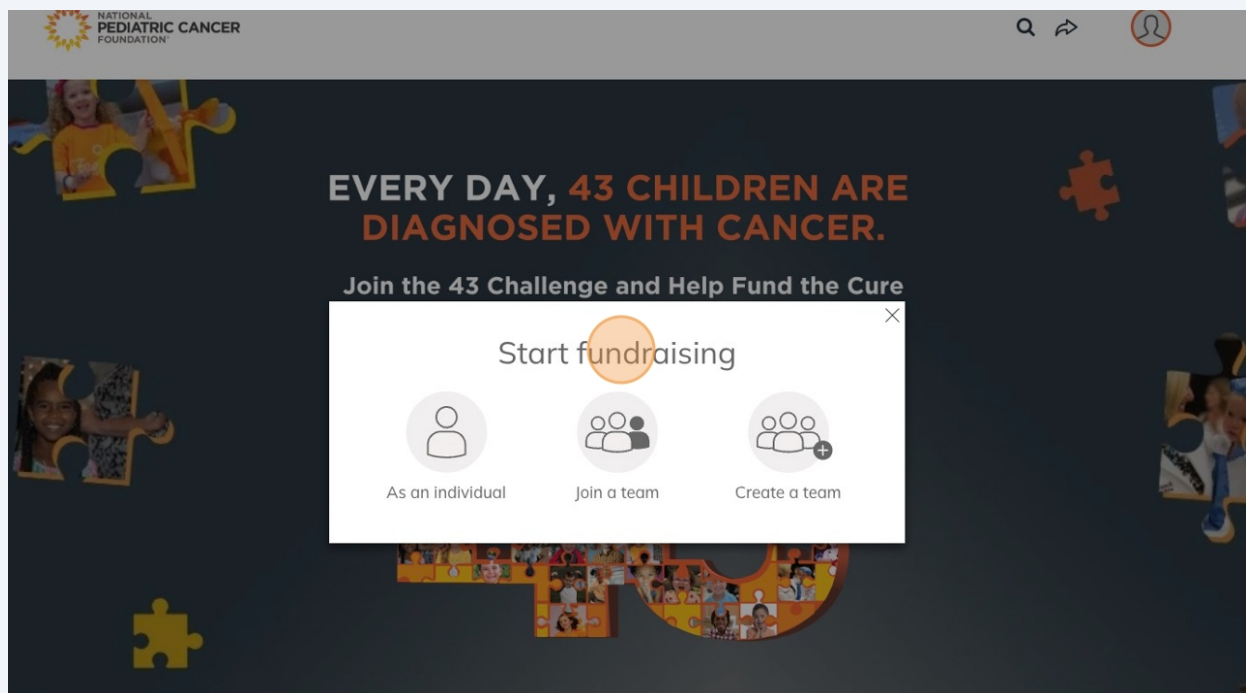 NATIONAL
PEDIATRIC CANCER
FOUNDATION
EVERY DAY, 43 CHILDREN ARE
DIAGNOSED WITH CANCER.
Join the 43 Challenge and Help Fund the Cure
Start fundraising
As an individual
Join a team
Create a team
43